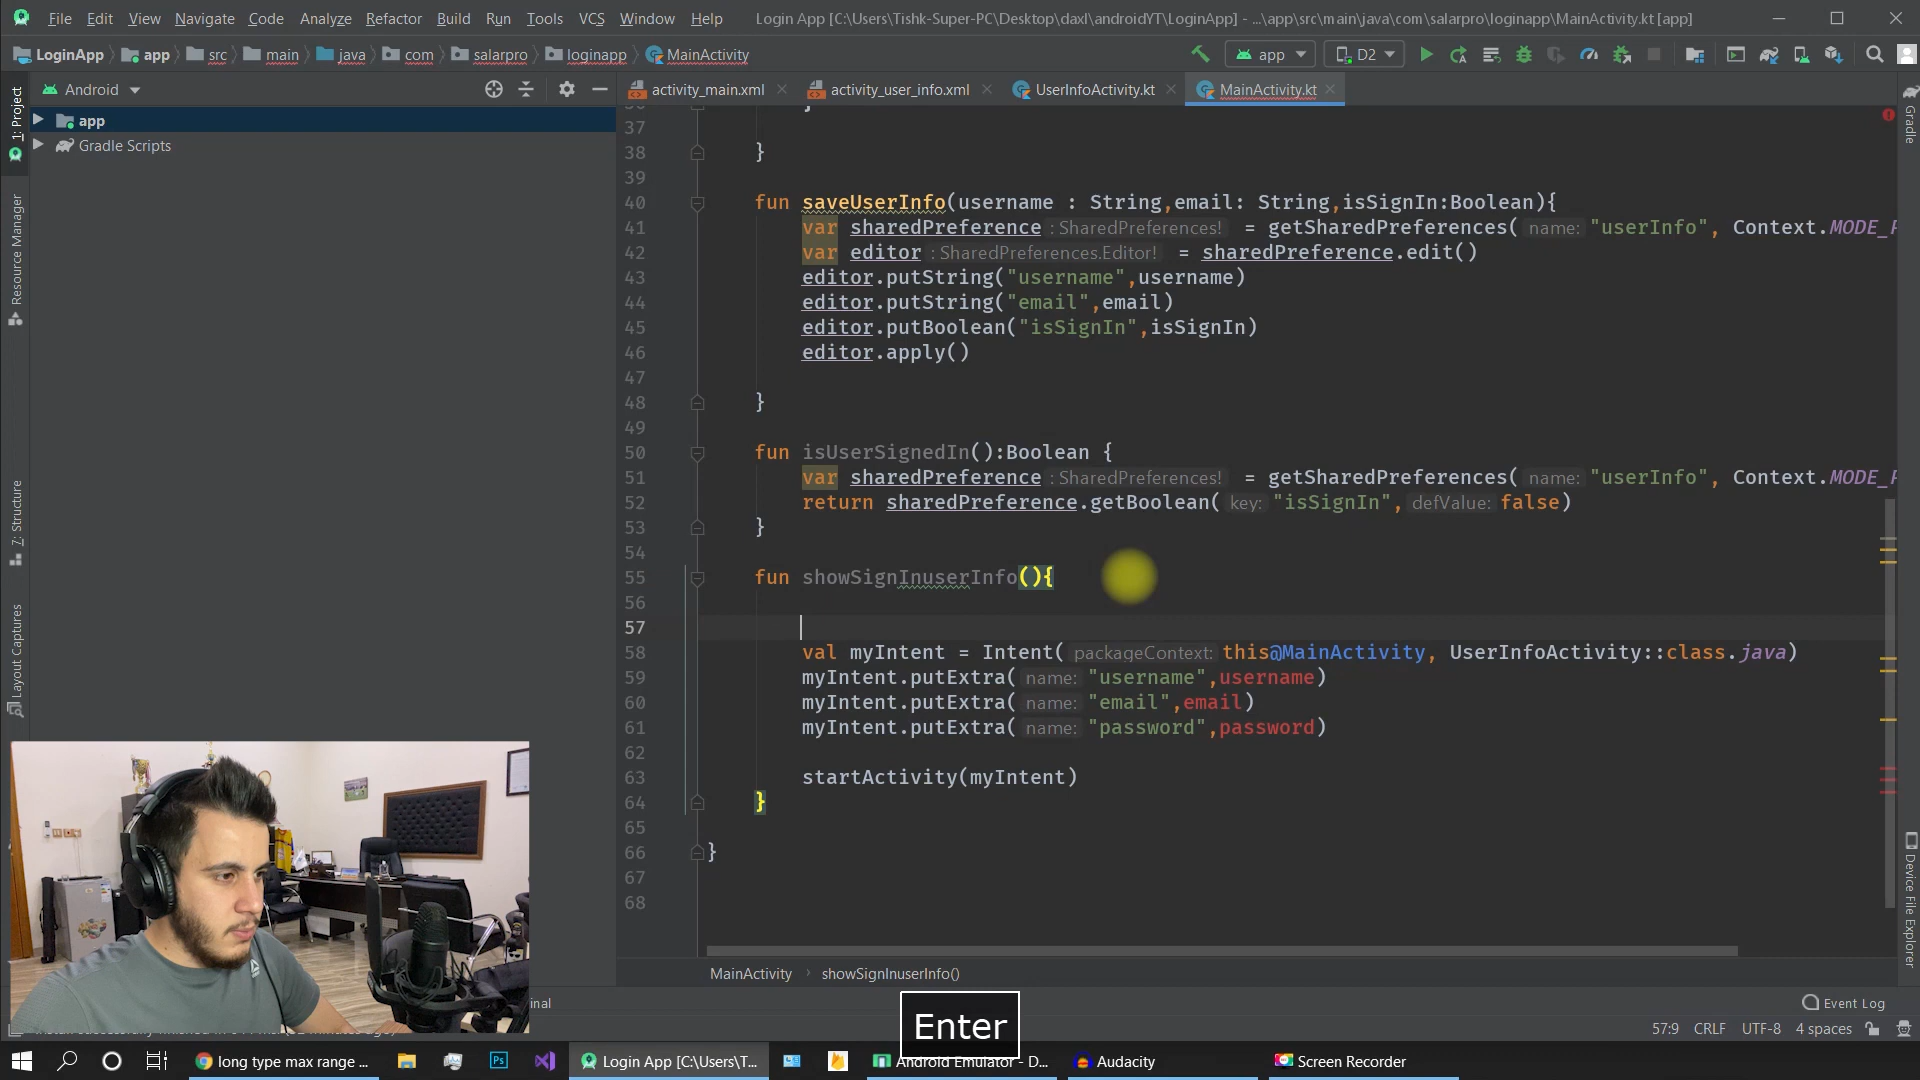 File Edit View Navigate Code Analyze Refactor Build Run Tools VCS Window Help Login App [C:\Users\Tishk-Super-PC\Desktop\daxl\androidYT\LoginApp] - ...\app\src\main\java\com\salarpro\loginapp\MainActivity.kt [app]
LoginApp app src main java com salarpro loginapp MainActivity app D2
Android activity_main.xml activity_user_info.xml UserInfoActivity.kt MainActivity.kt
1: Project
Resource Manager
7: Structure
Layout Captures
Gradle
Device File Explorer
app
Gradle Scripts
37
38 }
39
40 fun saveUserInfo(username : String,email: String,isSignIn:Boolean){
41 var sharedPreference : SharedPreferences! = getSharedPreferences( name: "userInfo", Context.MODE_P
42 var editor : SharedPreferences.Editor! = sharedPreference.edit()
43 editor.putString("username",username)
44 editor.putString("email",email)
45 editor.putBoolean("isSignIn",isSignIn)
46 editor.apply()
47
48 }
49
50 fun isUserSignedIn():Boolean {
51 var sharedPreference : SharedPreferences! = getSharedPreferences( name: "userInfo", Context.MODE_P
52 return sharedPreference.getBoolean( key: "isSignIn", defValue: false)
53 }
54
55 fun showSignInuserInfo(){
56
57
58 val myIntent = Intent( packageContext: this@MainActivity, UserInfoActivity::class.java)
59 myIntent.putExtra( name: "username",username)
60 myIntent.putExtra( name: "email",email)
61 myIntent.putExtra( name: "password",password)
62
63 startActivity(myIntent)
64 }
65
66 }
67
68
MainActivity › showSignInuserInfo()
Event Log
57:9 CRLF UTF-8 4 spaces
Enter
long type max range ... Login App [C:\Users\T... Android Emulator - D... Audacity Screen Recorder